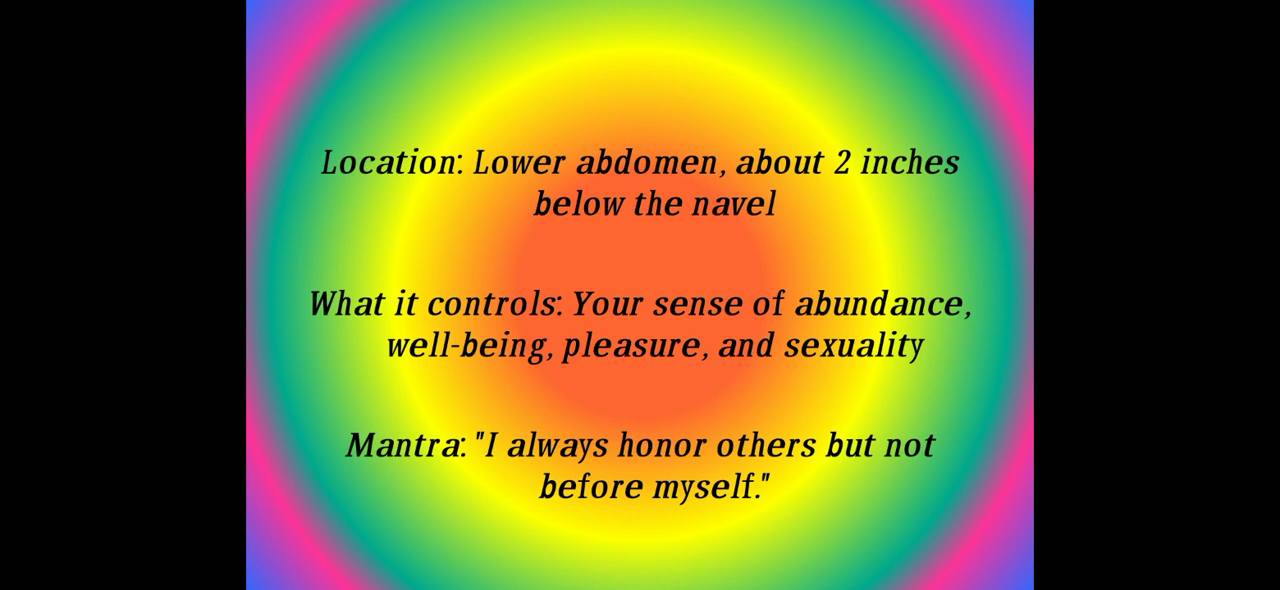 Location: Lower abdomen, about 2 inches
below the navel
What it controls: Your sense of abundance,
well-being, pleasure, and sexuality
Mantra: "I always honor others but not
before myself."